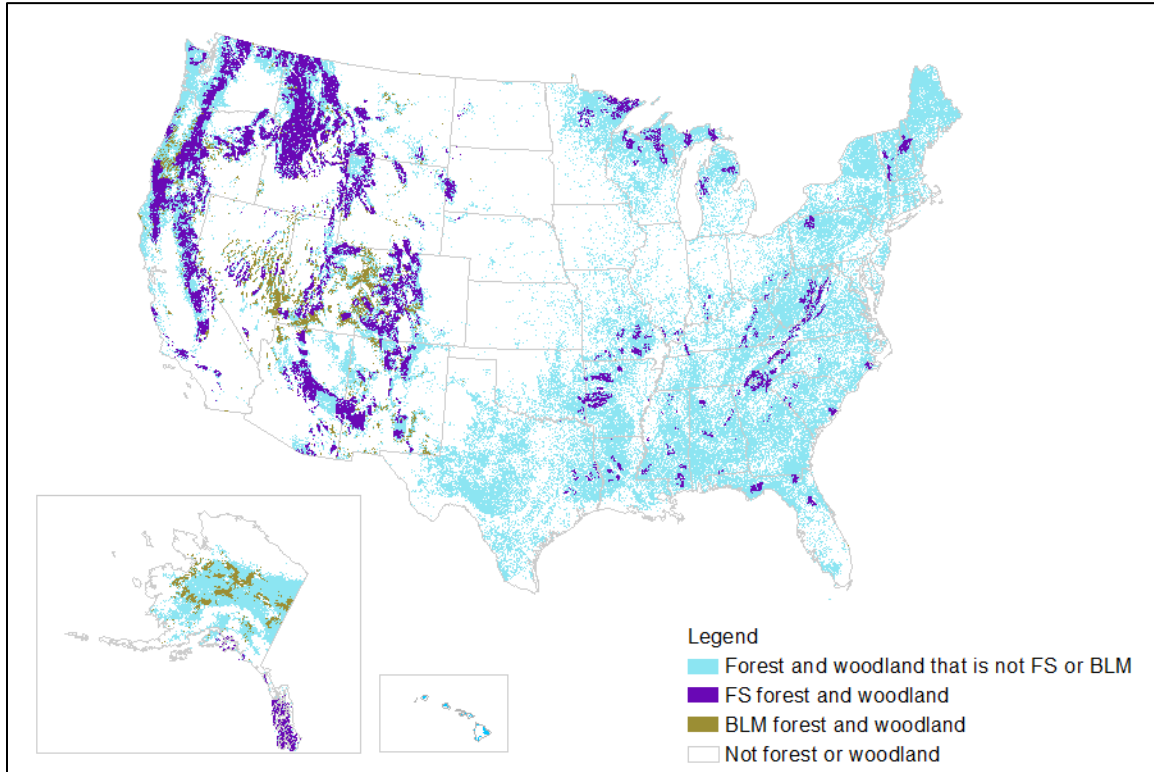 Legend
Forest and woodland that is not FS or BLM
FS forest and woodland
BLM forest and woodland
Not forest or woodland